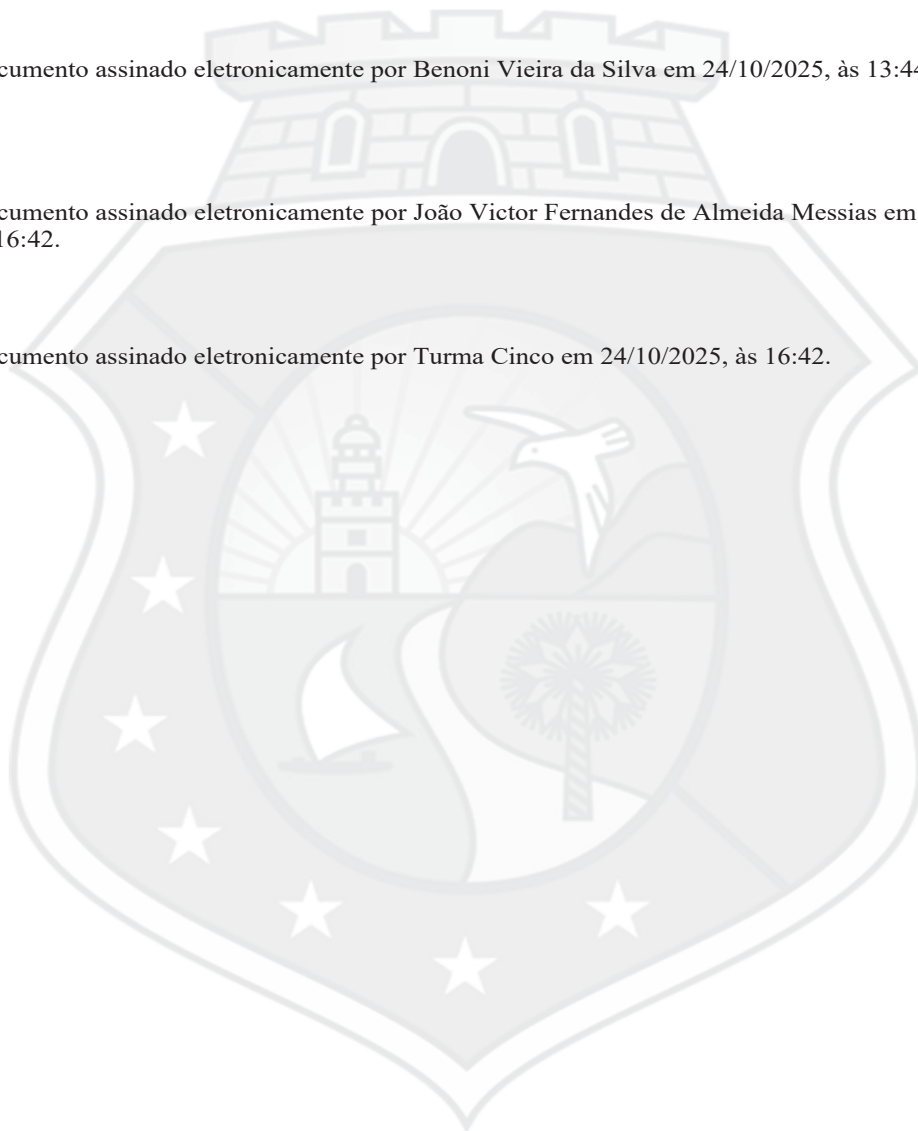 cumento assinado eletronicamente por Benoni Vieira da Silva em 24/10/2025, às 13:44
cumento assinado eletronicamente por João Victor Fernandes de Almeida Messias em
16:42.
cumento assinado eletronicamente por Turma Cinco em 24/10/2025, às 16:42.